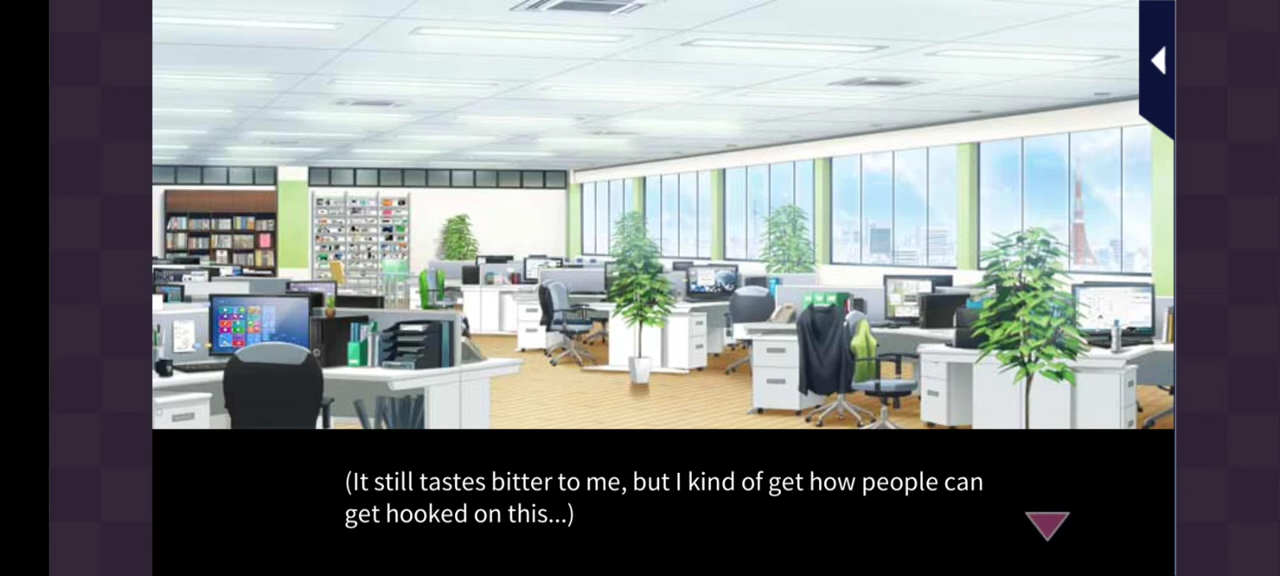 (It still tastes bitter to me, but I kind of get how people can
get hooked on this...)